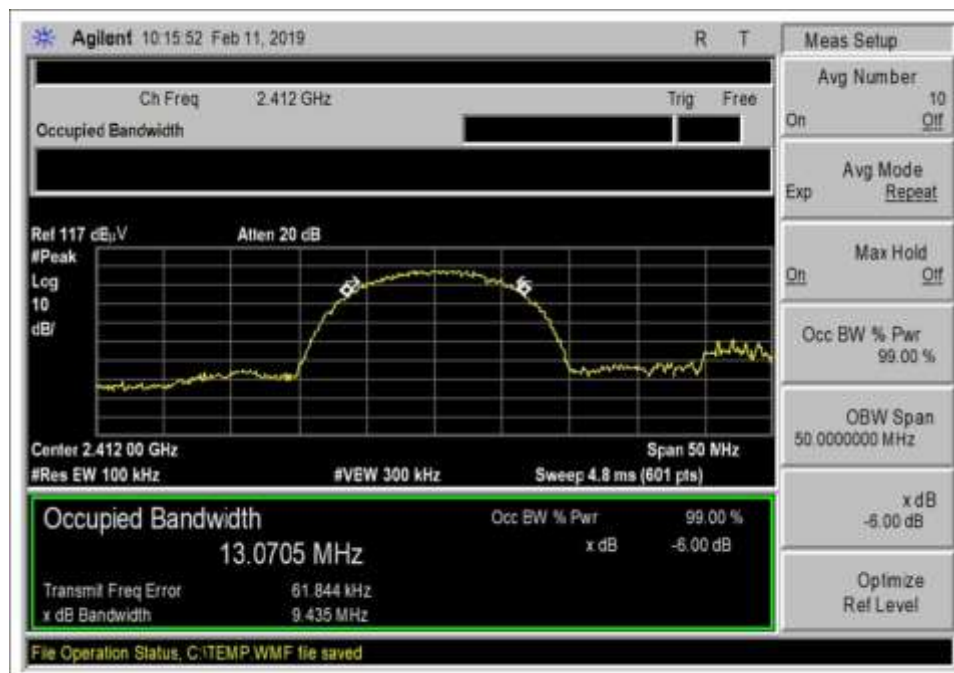 Agilent 10:15:52 Feb 11, 2019 R T
Ch Freq 2.412 GHz Trig Free
Occupied Bandwidth
Ref 117 dBµV Atten 20 dB
#Peak
Log
10
dB/
Center 2.412 00 GHz Span 50 MHz
#Res EW 100 kHz #VEW 300 kHz Sweep 4.8 ms (601 pts)
Occupied Bandwidth Occ BW % Pwr 99.00 %
13.0705 MHz x dB -6.00 dB
Transmit Freq Error 61.844 kHz
x dB Bandwidth 9.435 MHz
File Operation Status, C:\TEMP.WMF file saved
Meas Setup
Avg Number
10
On Off
Avg Mode
Exp Repeat
Max Hold
On Off
Occ BW % Pwr
99.00 %
OBW Span
50.0000000 MHz
x dB
-6.00 dB
Optimize
Ref Level